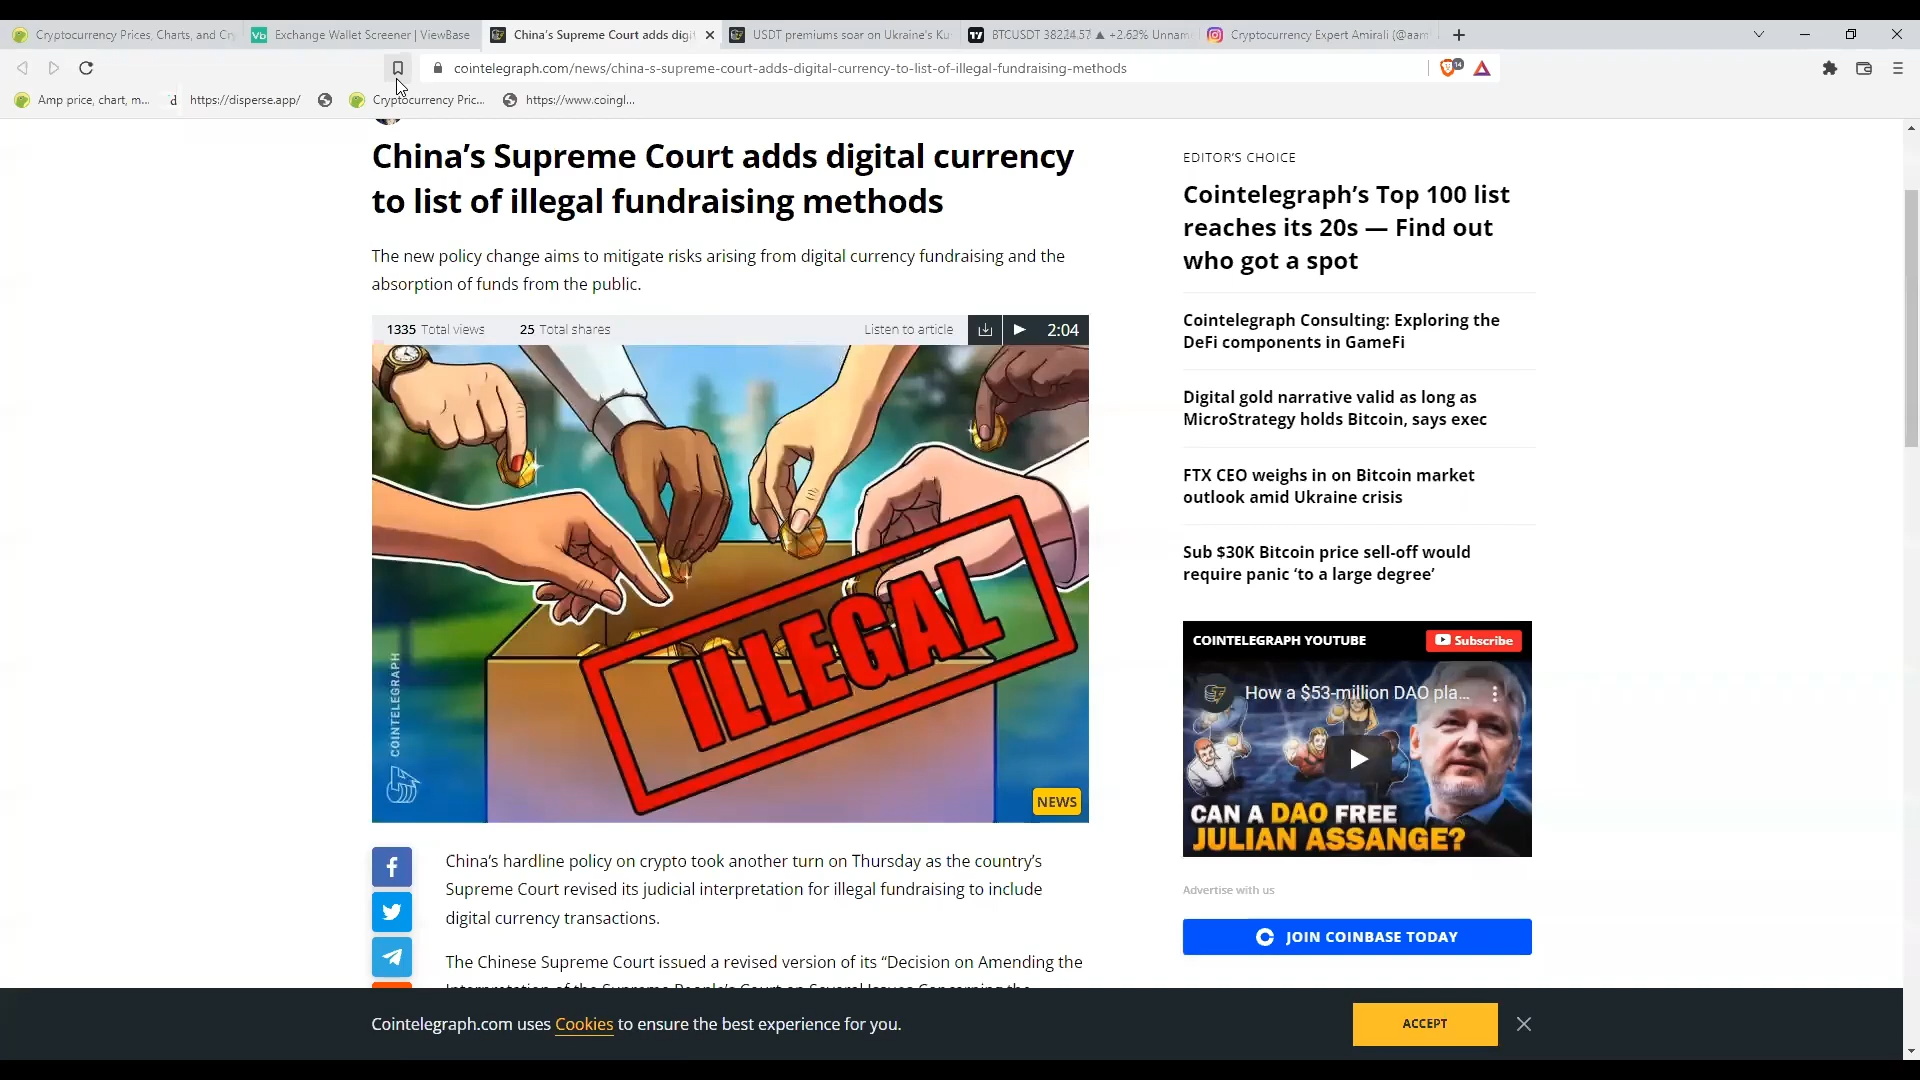 Cryptocurrency Prices, Charts, and Cry
Vb Exchange Wallet Screener | ViewBase
China's Supreme Court adds digi
USDT premiums soar on Ukraine's Ku
BTCUSDT 38224.57 ▲ +2.62% Unnam
Cryptocurrency Expert Amirali (@aam
cointelegraph.com/news/china-s-supreme-court-adds-digital-currency-to-list-of-illegal-fundraising-methods
14
Amp price, chart, m...
d https://disperse.app/
Cryptocurrency Pric...
https://www.coingl...
China's Supreme Court adds digital currency
to list of illegal fundraising methods
The new policy change aims to mitigate risks arising from digital currency fundraising and the
absorption of funds from the public.
1335 Total views
25 Total shares
Listen to article
2:04
ILLEGAL
COINTELEGRAPH
NEWS
China's hardline policy on crypto took another turn on Thursday as the country's
Supreme Court revised its judicial interpretation for illegal fundraising to include
digital currency transactions.
The Chinese Supreme Court issued a revised version of its “Decision on Amending the
EDITOR'S CHOICE
Cointelegraph's Top 100 list
reaches its 20s — Find out
who got a spot
Cointelegraph Consulting: Exploring the
DeFi components in GameFi
Digital gold narrative valid as long as
MicroStrategy holds Bitcoin, says exec
FTX CEO weighs in on Bitcoin market
outlook amid Ukraine crisis
Sub $30K Bitcoin price sell-off would
require panic ‘to a large degree’
COINTELEGRAPH YOUTUBE
Subscribe
How a $53-million DAO pla...
CAN A DAO FREE
JULIAN ASSANGE?
Advertise with us
JOIN COINBASE TODAY
Cointelegraph.com uses Cookies to ensure the best experience for you.
ACCEPT